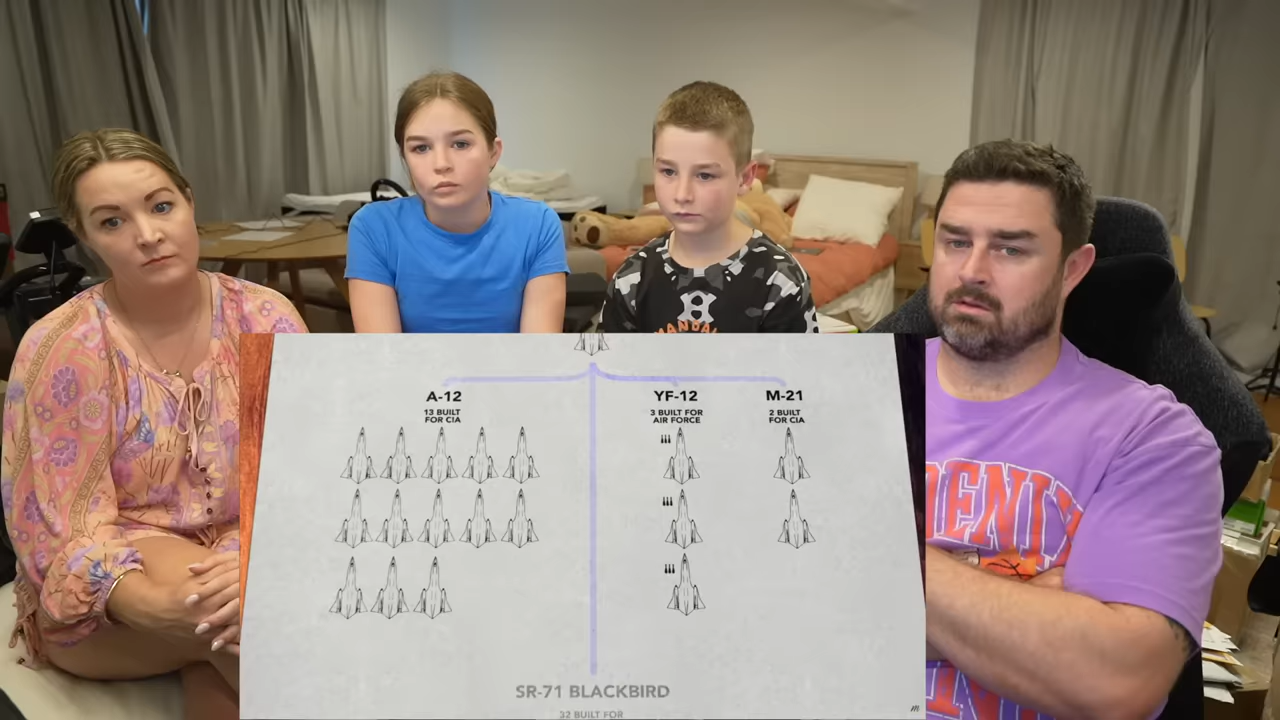 A-12
13 BUILT
FOR CIA
YF-12
3 BUILT FOR
AIR FORCE
M-21
2 BUILT
FOR CIA
SR-71 BLACKBIRD
32 BUILT FOR